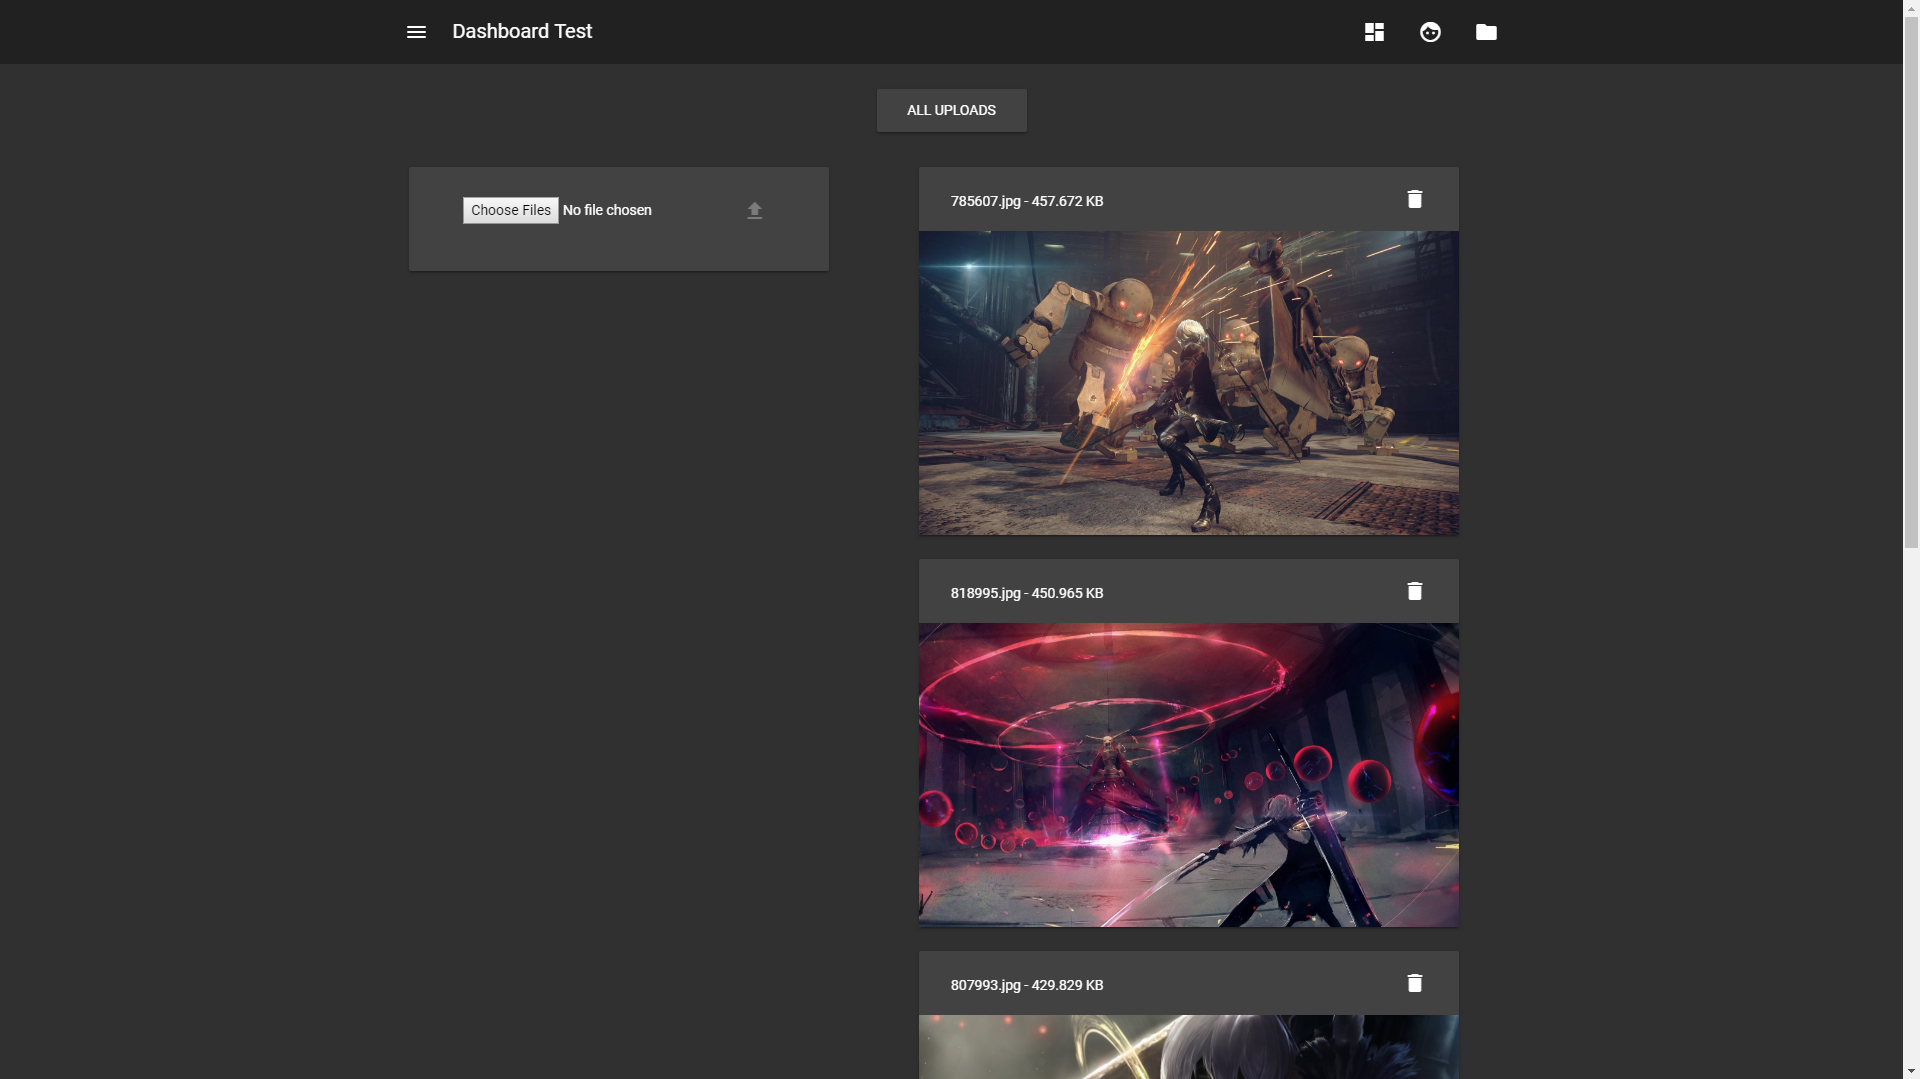 Dashboard Test
ALL UPLOADS
Choose Files No file chosen
785607.jpg - 457.672 KB
818995.jpg - 450.965 KB
807993.jpg - 429.829 KB